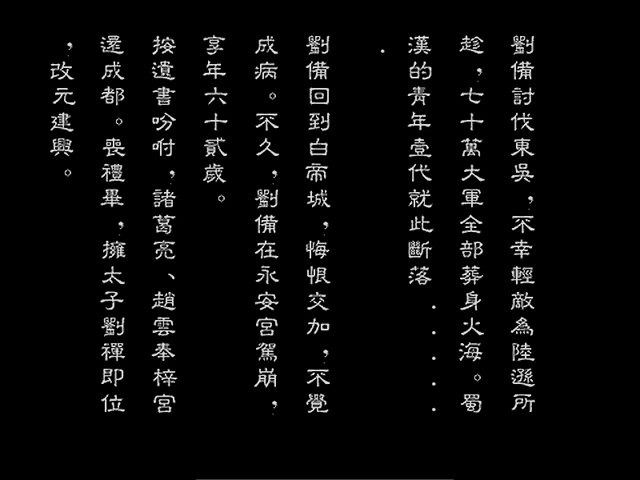 劉備討伐東吳，不幸輕敵為陸遜所
趁，七十萬大軍全部葬身火海。蜀
漢的青年壹代就此斷落．．．．．
．
劉備回到白帝城，悔恨交加，不覺
成病。不久，劉備在永安宮駕崩，
享年六十貳歲。
按遺書吩咐，諸葛亮、趙雲奉梓宮
還成都。喪禮畢，擁太子劉禪即位
，改元建興。